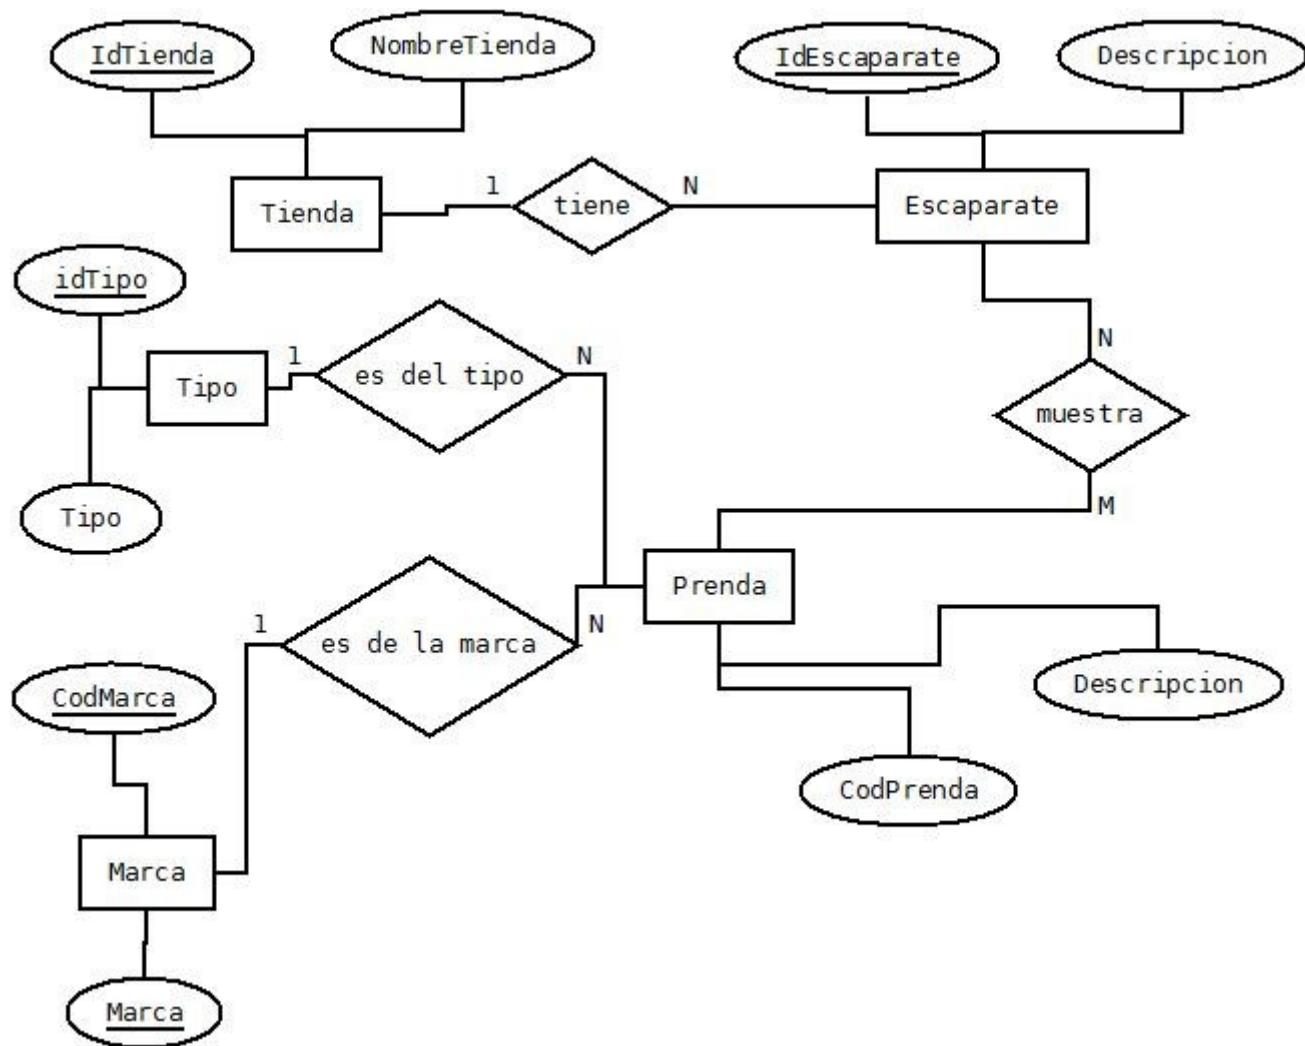 IdTienda
NombreTienda
IdEscaparate
Descripcion
Tienda
1
tiene
N
Escaparate
idTipo
Tipo
1
es del tipo
N
N
muestra
M
Tipo
Prenda
1
es de la marca
N
CodMarca
Descripcion
CodPrenda
Marca
Marca